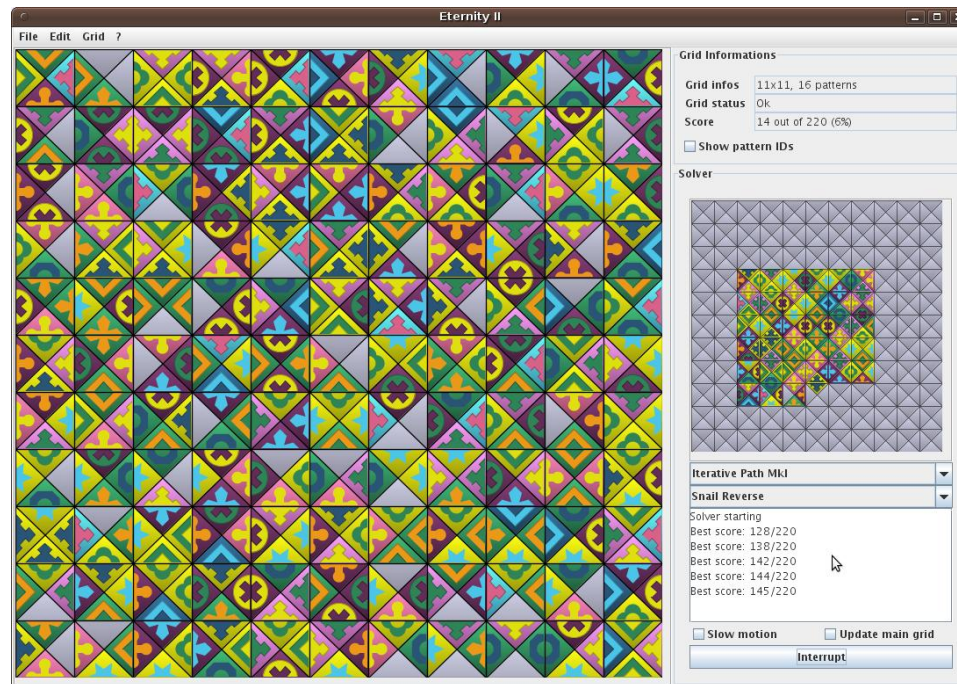 Eternity II
File Edit Grid ?
Grid Informations
Grid infos 11x11, 16 patterns
Grid status Ok
Score 14 out of 220 (6%)
Show pattern IDs
Solver
Iterative Path MkI
Snail Reverse
Solver starting
Best score: 128/220
Best score: 138/220
Best score: 142/220
Best score: 144/220
Best score: 145/220
Slow motion Update main grid
Interrupt